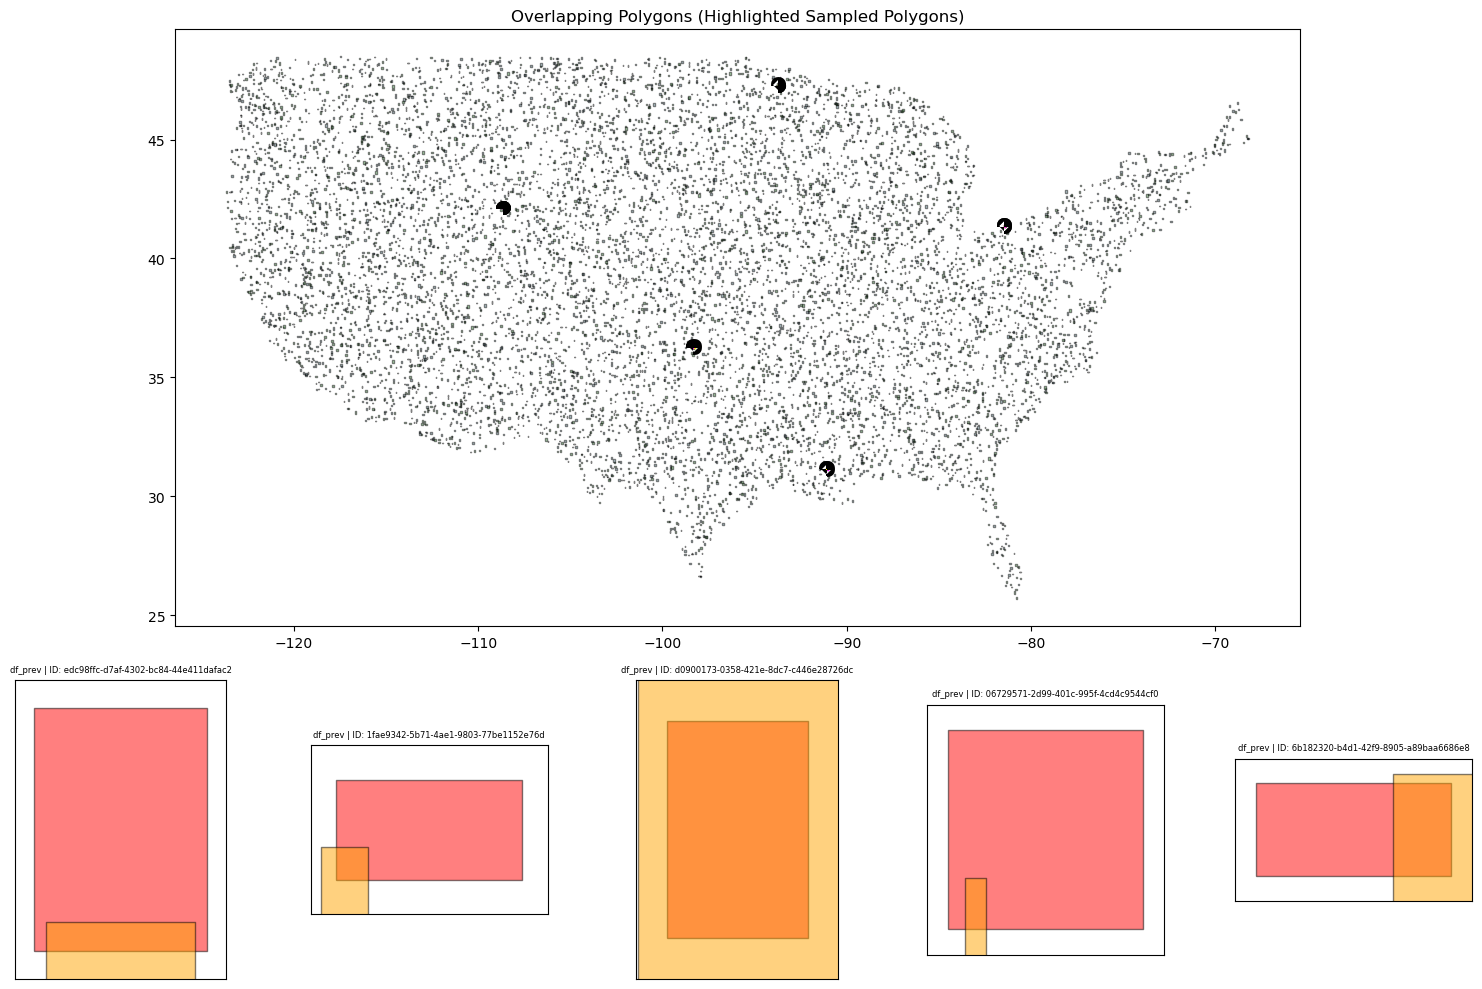 Overlapping Polygons (Highlighted Sampled Polygons)
45
40
35
30
25
−120
−110
−100
−90
−80
−70
df_prev | ID: edc98ffc-d7af-4302-bc84-44e411dafac2
df_prev | ID: 1fae9342-5b71-4ae1-9803-77be1152e76d
df_prev | ID: d0900173-0358-421e-8dc7-c446e28726dc
df_prev | ID: 06729571-2d99-401c-995f-4cd4c9544cf0
df_prev | ID: 6b182320-b4d1-42f9-8905-a89baa6686e8